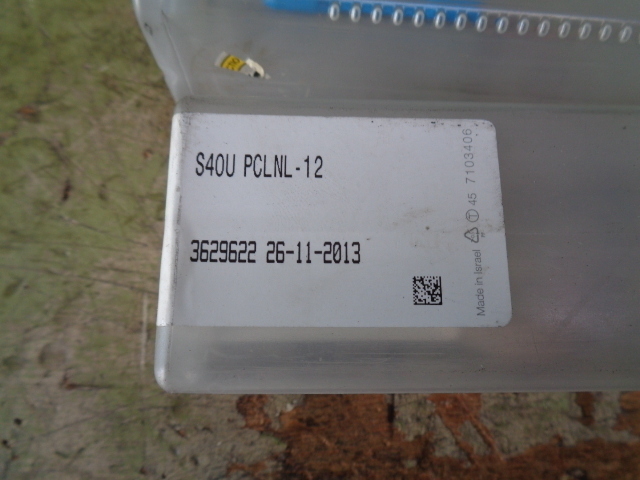 S40U PCLNL-12
3629622 26-11-2013
Made in Israel 45 7103406